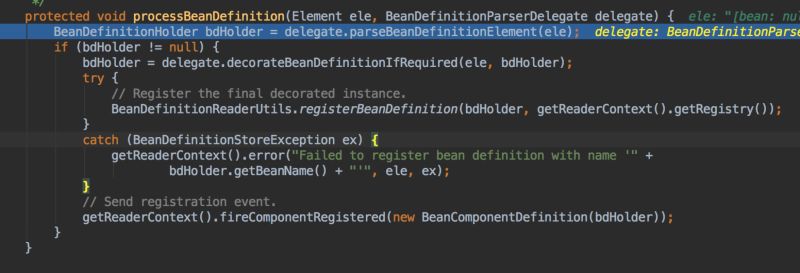 */
protected void processBeanDefinition(Element ele, BeanDefinitionParserDelegate delegate) {  ele: "[bean: nu
BeanDefinitionHolder bdHolder = delegate.parseBeanDefinitionElement(ele);  delegate: BeanDefinitionParse
if (bdHolder != null) {
bdHolder = delegate.decorateBeanDefinitionIfRequired(ele, bdHolder);
try {
// Register the final decorated instance.
BeanDefinitionReaderUtils.registerBeanDefinition(bdHolder, getReaderContext().getRegistry());
}
catch (BeanDefinitionStoreException ex) {
getReaderContext().error("Failed to register bean definition with name '" +
bdHolder.getBeanName() + "'", ele, ex);
}
// Send registration event.
getReaderContext().fireComponentRegistered(new BeanComponentDefinition(bdHolder));
}
}